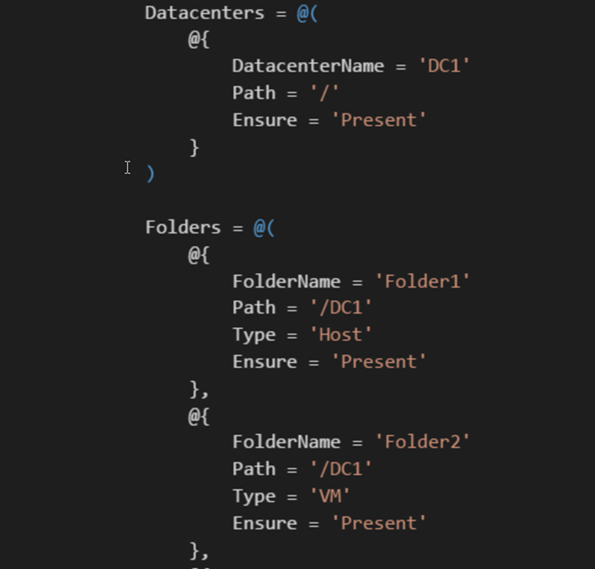 Datacenters = @(
@{
DatacenterName = 'DC1'
Path = '/'
Ensure = 'Present'
}
)
Folders = @(
@{
FolderName = 'Folder1'
Path = '/DC1'
Type = 'Host'
Ensure = 'Present'
},
@{
FolderName = 'Folder2'
Path = '/DC1'
Type = 'VM'
Ensure = 'Present'
},